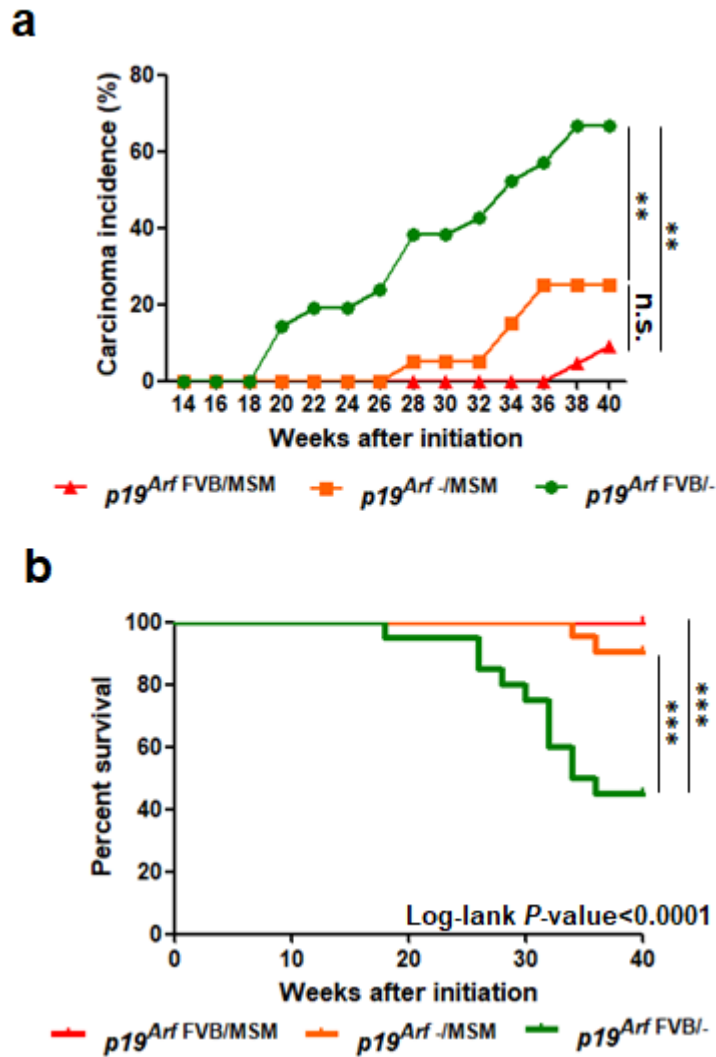 a
Carcinoma incidence (%)
80
60
40
20
0
14 16 18 20 22 24 26 28 30 32 34 36 38 40
Weeks after initiation
**
**
n.s.
p19Arf FVB/MSM p19Arf -/MSM p19Arf FVB/-
b
Percent survival
100
80
60
40
20
0
0 10 20 30 40
Weeks after initiation
***
***
Log-lank P-value<0.0001
p19Arf FVB/MSM p19Arf -/MSM p19Arf FVB/-